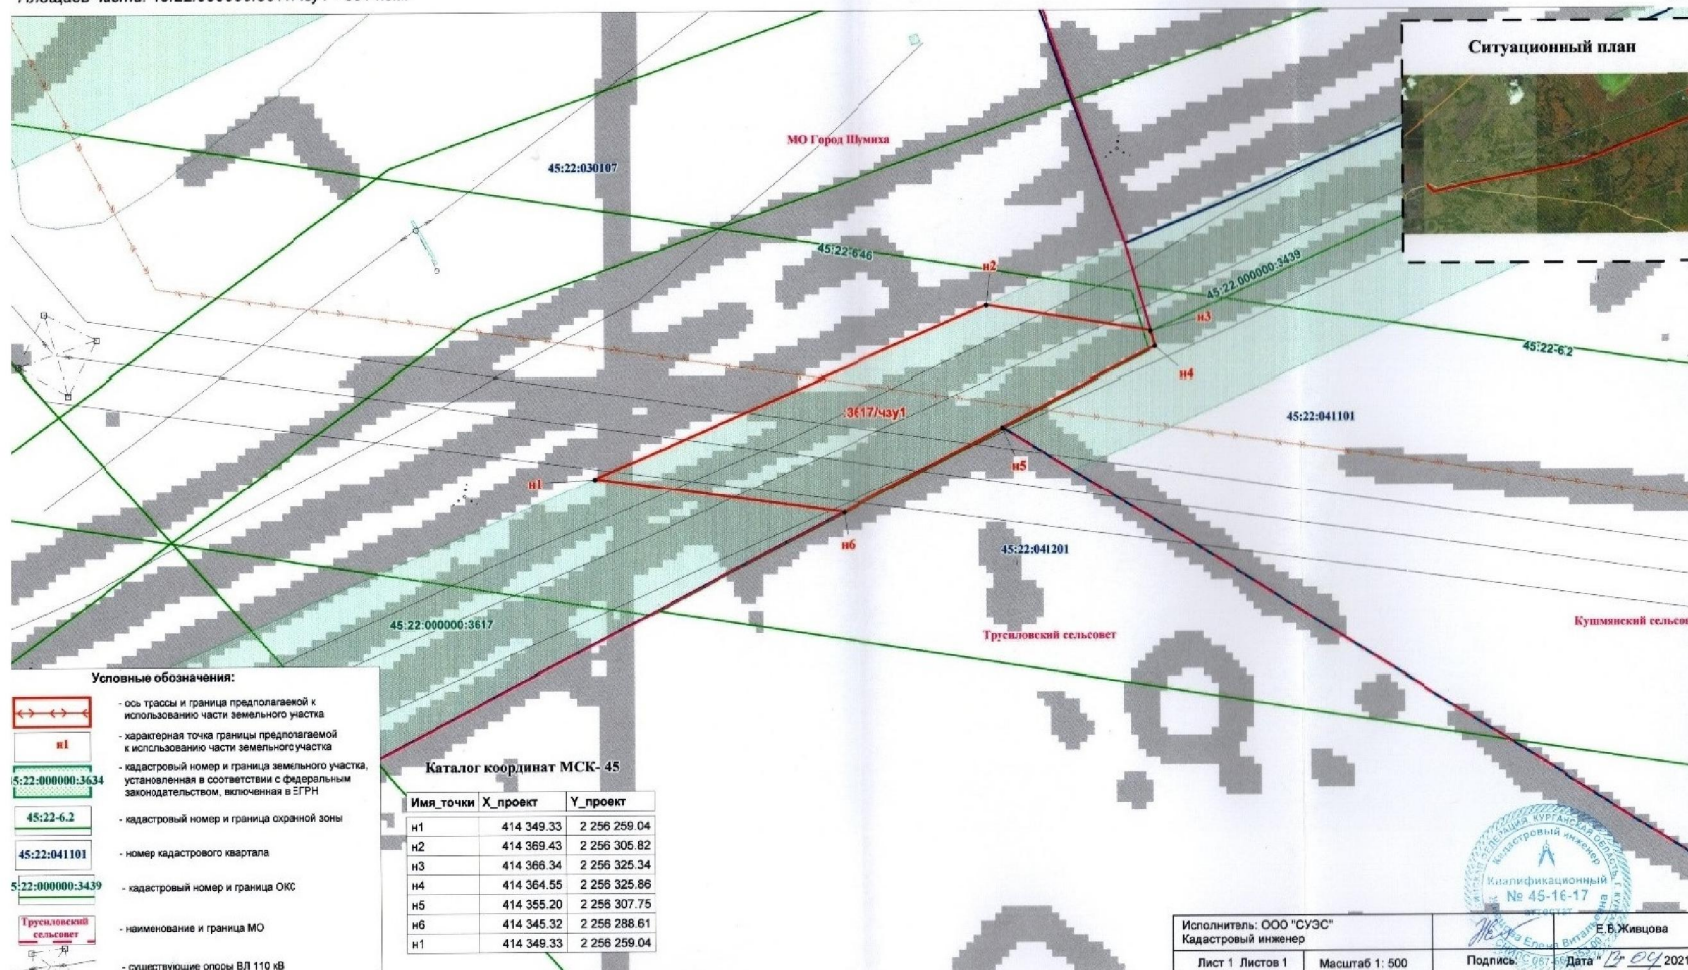 Ситуационный план
МО Город Шумиха
45:22:030107
45:22-6.46
н2
45:22:000000:3439
н3
45:22-6.2
н4
:3617/чзу1
45:22:041101
н1
н5
н6
45:22:041201
45:22:000000:3617
Трусиловский сельсовет
Кушмянский
Условные обозначения:
- ось трассы и граница предполагаемой к
использованию части земельного участка
н1
- характерная точка границы предполагаемой
к использованию части земельного участка
5:22:000000:3634
- кадастровый номер и граница земельного участка,
установленная в соответствии с федеральным
законодательством, включенная в ЕГРН
45:22-6.2
- кадастровый номер и граница охранной зоны
45:22:041101
- номер кадастрового квартала
5:22:000000:3439
- кадастровый номер и граница ОКС
Трусиловский
сельсовет
- наименование и граница МО
- существующие опоры ВЛ 110 кВ
Каталог координат МСК- 45
Имя_точки X_проект Y_проект
н1 414 349.33 2 256 259.04
н2 414 369.43 2 256 305.82
н3 414 366.34 2 256 325.34
н4 414 364.55 2 256 325.86
н5 414 355.20 2 256 307.75
н6 414 345.32 2 256 288.61
н1 414 349.33 2 256 259.04
Кадастровый инженер
Квалификационный
№ 45-16-17
Исполнитель: ООО "СУЭС"
Кадастровый инженер
Е.В.Живцова
Лист 1 Листов 1
Масштаб 1: 500
Подпись:
Дата "13" 04 2021